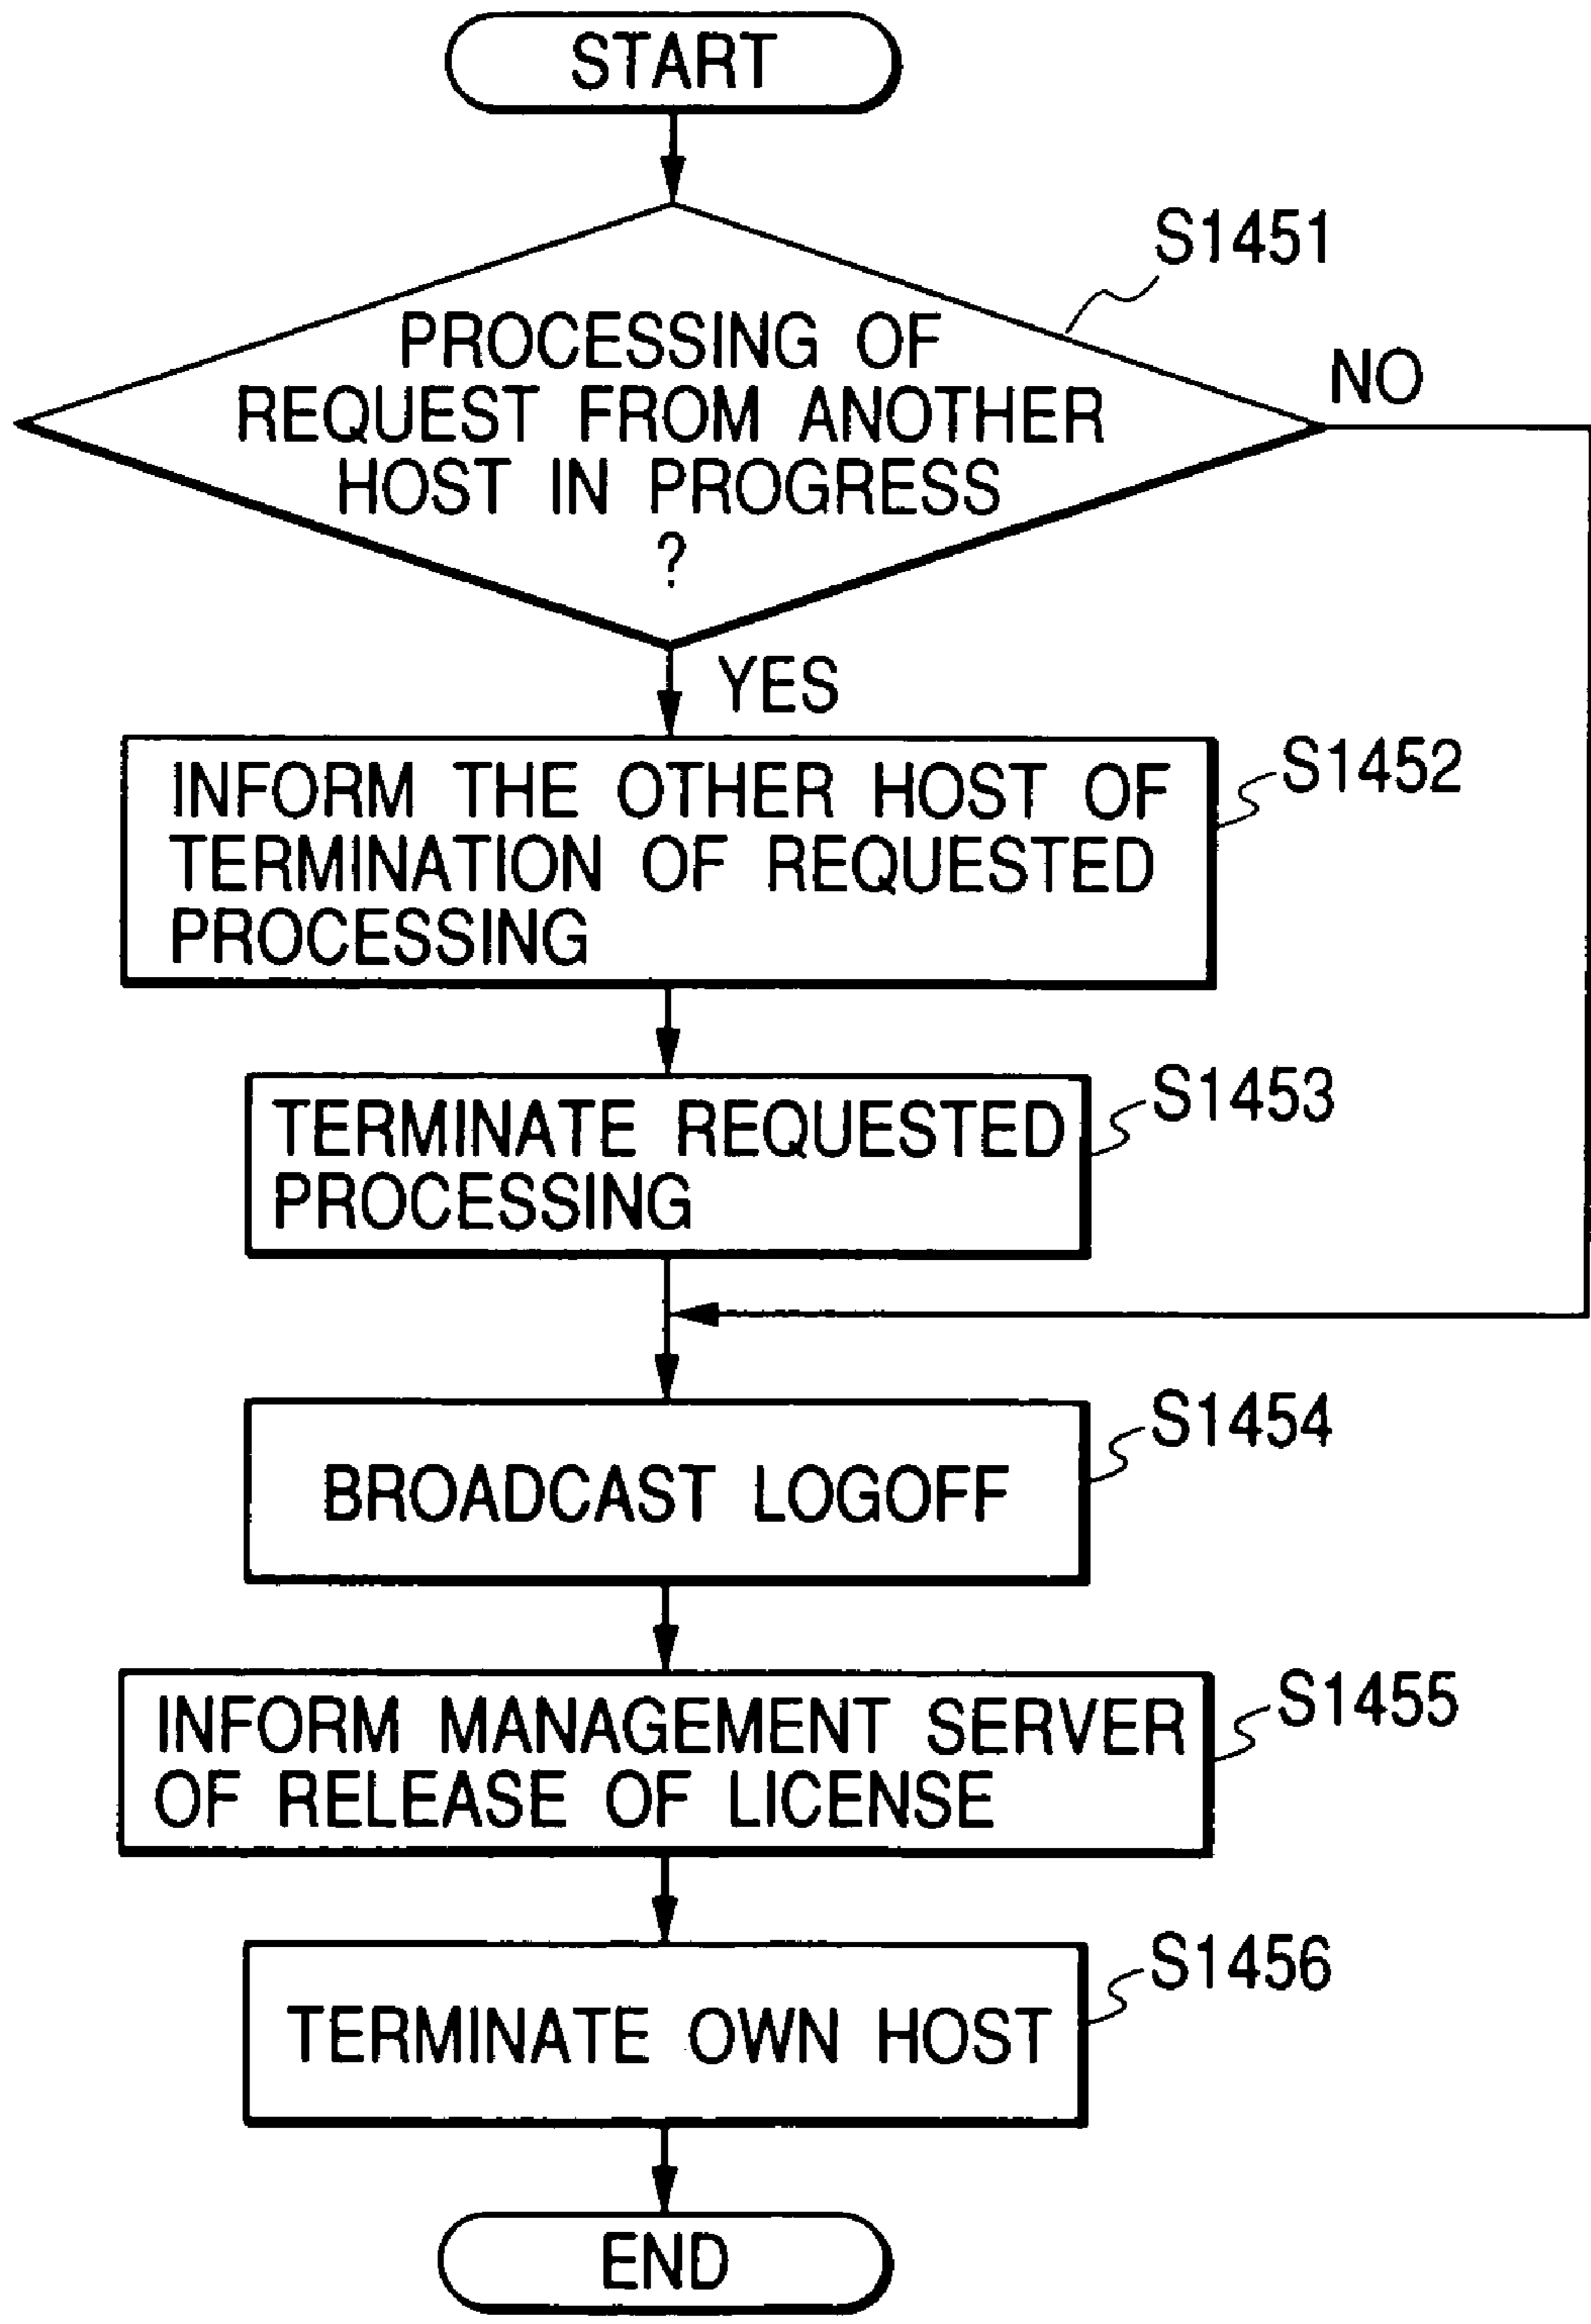 START
S1451
PROCESSING OF
REQUEST FROM ANOTHER
HOST IN PROGRESS
?
NO
YES
S1452
INFORM THE OTHER HOST OF
TERMINATION OF REQUESTED
PROCESSING
S1453
TERMINATE REQUESTED
PROCESSING
S1454
BROADCAST LOGOFF
S1455
INFORM MANAGEMENT SERVER
OF RELEASE OF LICENSE
S1456
TERMINATE OWN HOST
END